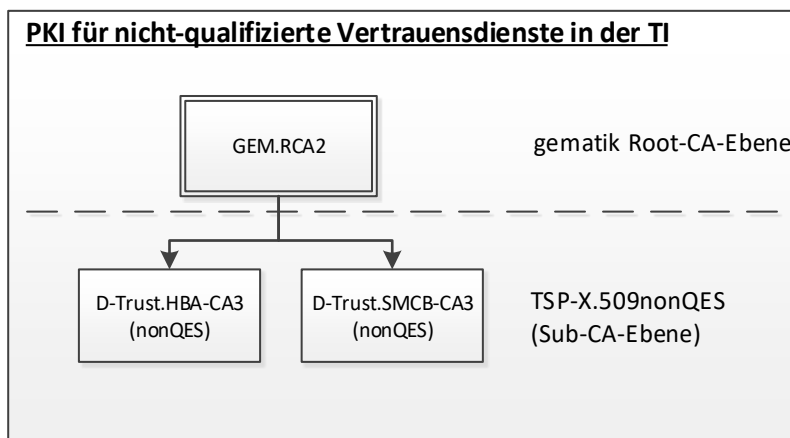 PKI für nicht-qualifizierte Vertrauensdienste in der TI
GEM.RCA2
gematik Root-CA-Ebene
D-Trust.HBA-CA3
(nonQES)
D-Trust.SMCB-CA3
(nonQES)
TSP-X.509nonQES
(Sub-CA-Ebene)